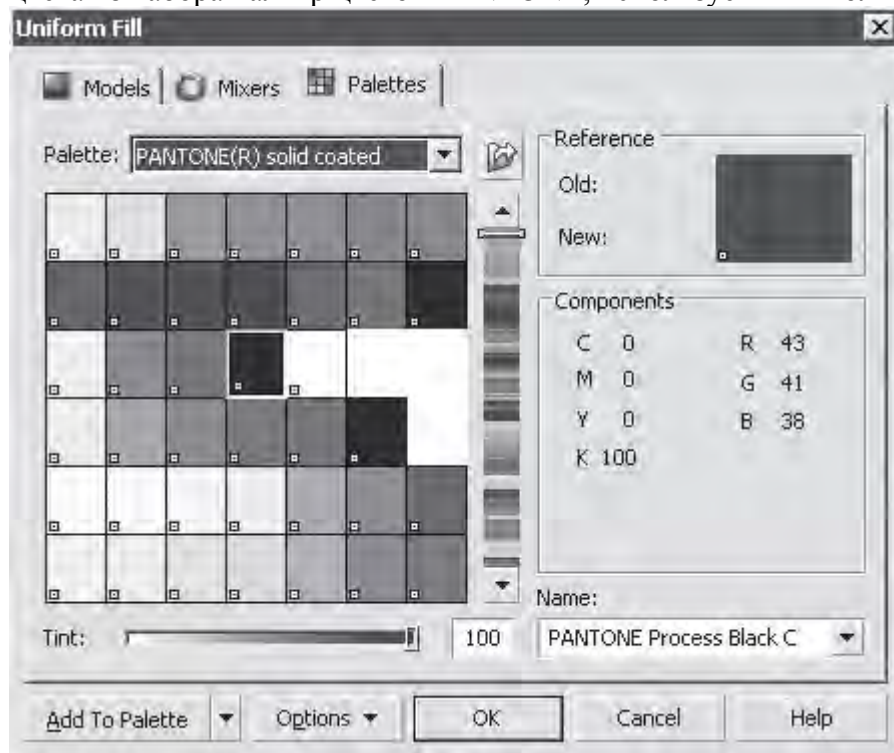 Uniform Fill
Models Mixers Palettes
Palette: PANTONE(R) solid coated
Reference
Old:
New:
Components
C 0 R 43
M 0 G 41
Y 0 B 38
K 100
Name:
Tint: 100 PANTONE Process Black C
Add To Palette Options OK Cancel Help